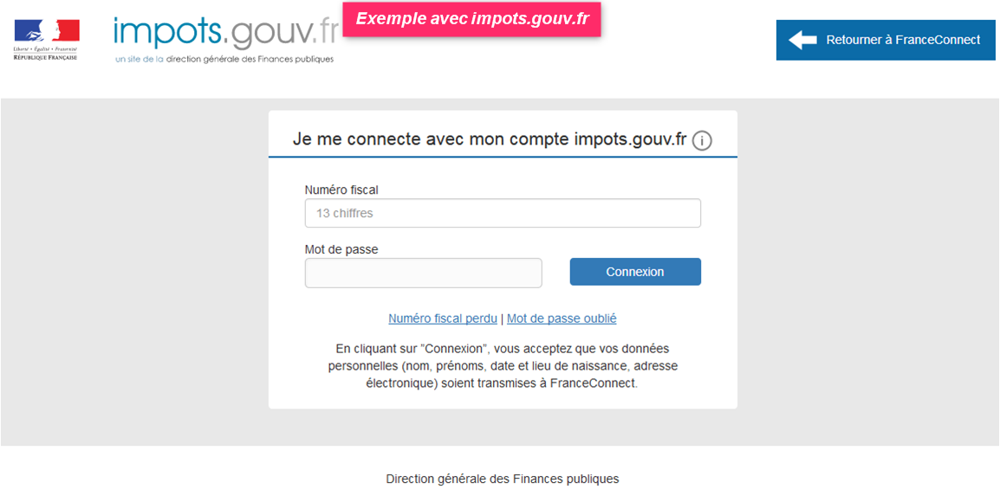 Exemple avec impots.gouv.fr
Liberté • Égalité • Fraternité
RÉPUBLIQUE FRANÇAISE
impots.gouv.fr
un site de la direction générale des Finances publiques
Retourner à FranceConnect
Je me connecte avec mon compte impots.gouv.fr
Numéro fiscal
13 chiffres
Mot de passe
Connexion
Numéro fiscal perdu | Mot de passe oublié
En cliquant sur "Connexion", vous acceptez que vos données
personnelles (nom, prénoms, date et lieu de naissance, adresse
électronique) soient transmises à FranceConnect.
Direction générale des Finances publiques